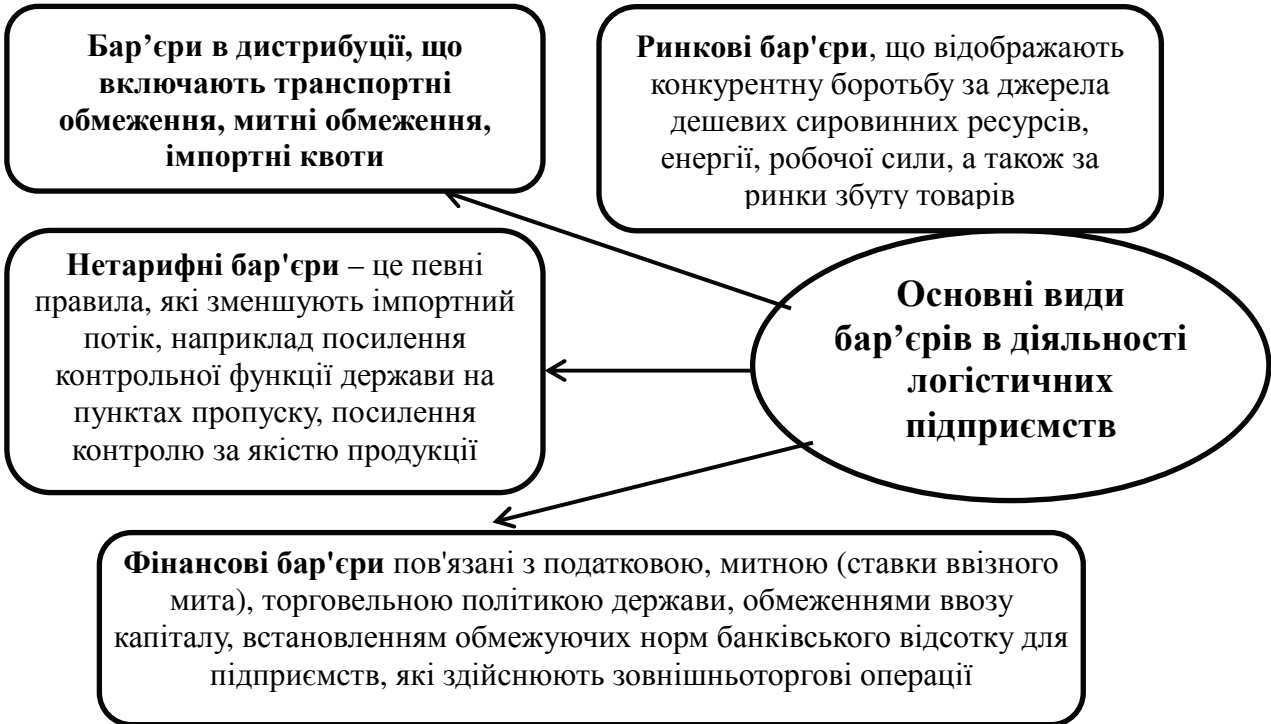 Бар’єри в дистрибуції, що
включають транспортні
обмеження, митні обмеження,
імпортні квоти
Ринкові бар'єри, що відображають
конкурентну боротьбу за джерела
дешевих сировинних ресурсів,
енергії, робочої сили, а також за
ринки збуту товарів
Нетарифні бар'єри – це певні
правила, які зменшують імпортний
потік, наприклад посилення
контрольної функції держави на
пунктах пропуску, посилення
контролю за якістю продукції
Основні види
бар’єрів в діяльності
логістичних
підприємств
Фінансові бар'єри пов'язані з податковою, митною (ставки ввізного
мита), торговельною політикою держави, обмеженнями ввозу
капіталу, встановленням обмежуючих норм банківського відсотку для
підприємств, які здійснюють зовнішньоторгові операції